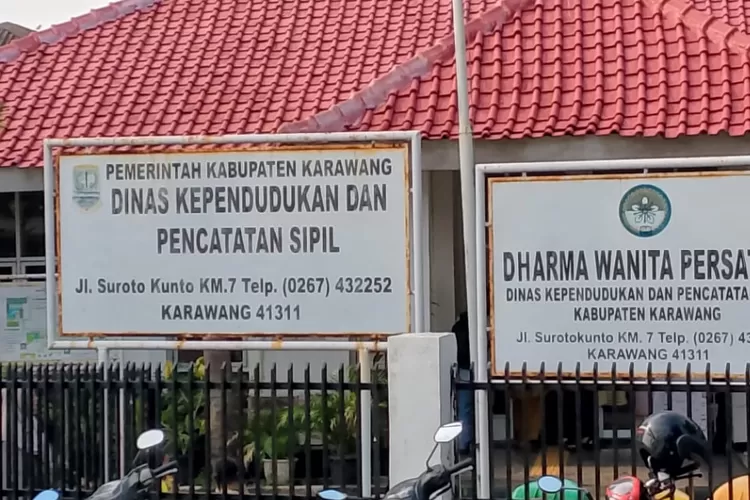 PEMERINTAH KABUPATEN KARAWANG
DINAS KEPENDUDUKAN DAN
PENCATATAN SIPIL
Jl. Suroto Kunto KM.7 Telp. (0267) 432252
KARAWANG 41311
DHARMA WANITA PERSAT
DINAS KEPENDUDUKAN DAN PENCATATA
KABUPATEN KARAWANG
Jl. Surotokunto KM. 7 Telp. (0267) 43
KARAWANG 41311